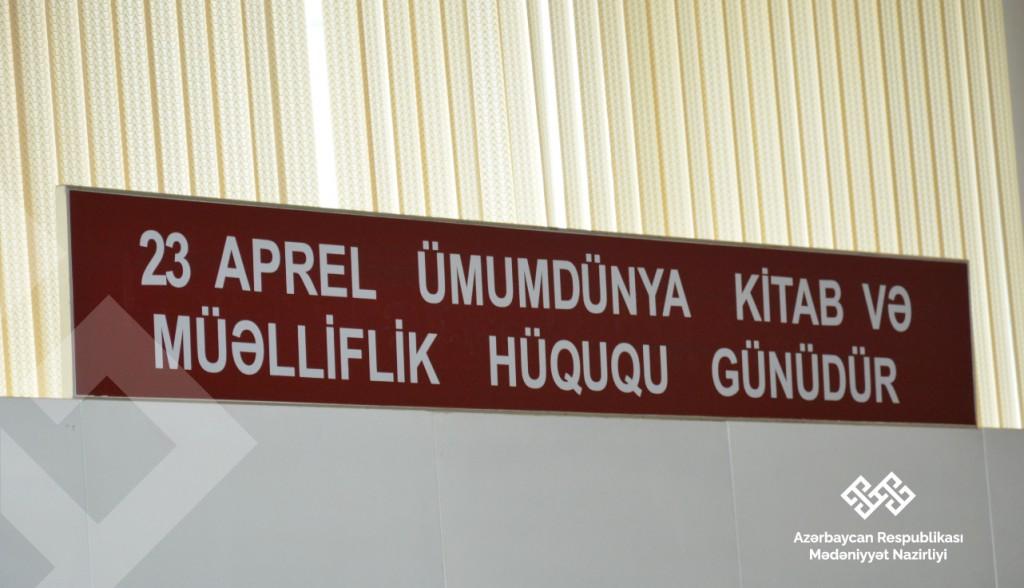 23 APREL ÜMUMDÜNYA KİTAB VƏ
MÜƏLLİFLİK HÜQUQU GÜNÜDÜR
Azərbaycan Respublikası
Mədəniyyət Nazirliyi